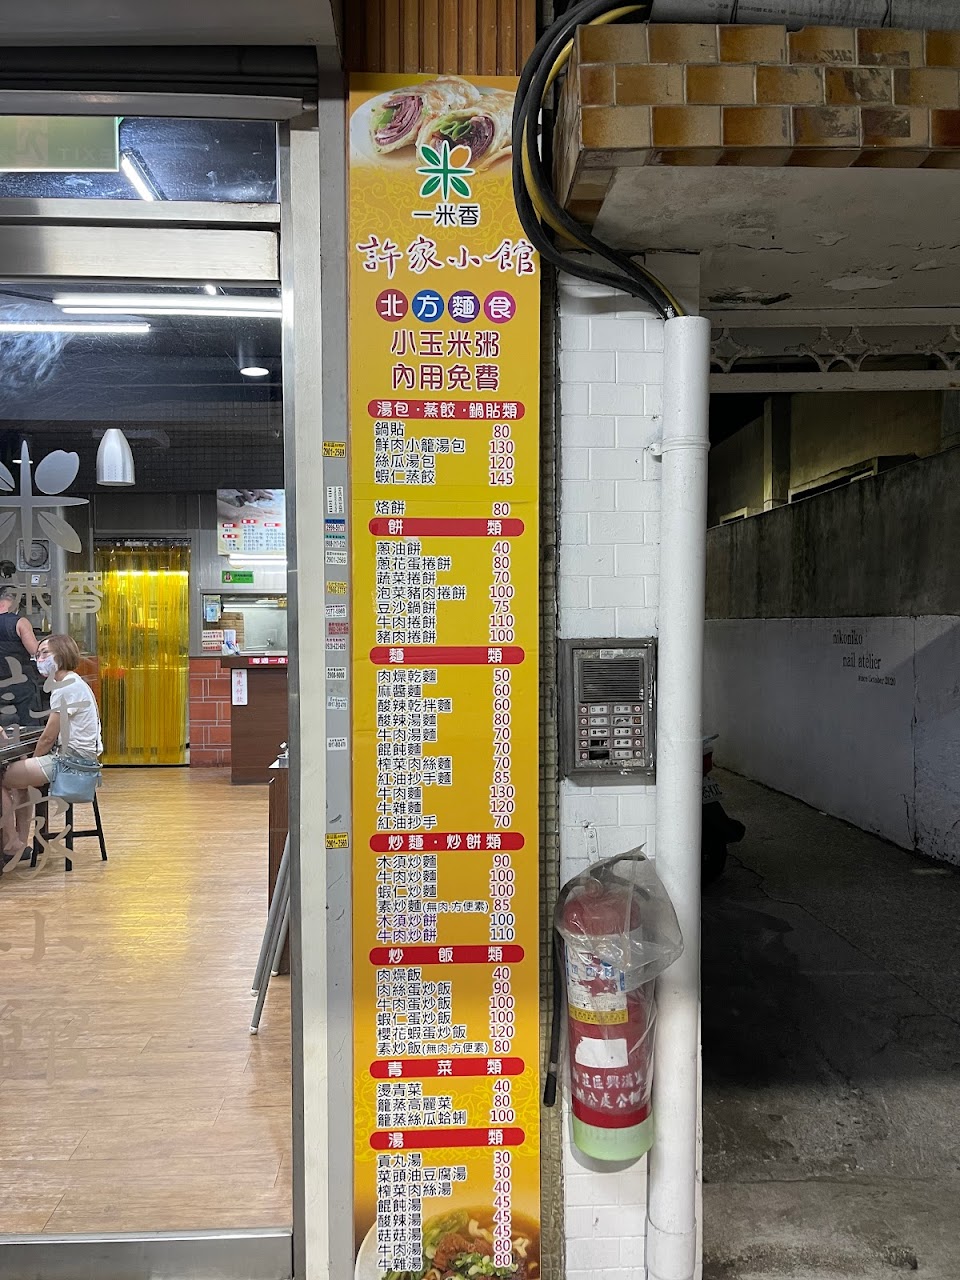 一米香
許家小館
北方麵食
小玉米粥
內用免費
湯包·蒸餃·鍋貼類
鍋貼 80
鮮肉小籠湯包 130
絲瓜湯包 120
蝦仁蒸餃 145
烙餅 80
餅 類
蔥油餅 40
蔥花蛋捲餅 80
蔬菜捲餅 70
泡菜豬肉捲餅 100
豆沙鍋餅 75
牛肉捲餅 110
豬肉捲餅 100
麵 類
肉燥乾麵 50
麻醬麵 60
酸辣乾拌麵 60
酸辣湯麵 80
牛肉湯麵 70
餛飩麵 70
榨菜肉絲麵 70
紅油抄手麵 85
牛肉麵 130
牛雜麵 120
紅油抄手 70
炒麵·炒餅類
木須炒麵 90
牛肉炒麵 100
蝦仁炒麵 100
素炒麵(無肉.方便素) 85
木須炒餅 100
牛肉炒餅 110
炒飯類
肉燥飯 40
肉絲蛋炒飯 90
牛肉蛋炒飯 100
蝦仁蛋炒飯 100
櫻花蝦蛋炒飯 120
素炒飯(無肉.方便素) 80
青菜類
燙青菜 40
籠蒸高麗菜 80
籠蒸絲瓜蛤蜊 100
湯 類
貢丸湯 30
菜頭油豆腐湯 30
榨菜肉絲湯 40
餛飩湯 45
酸辣湯 45
菇菇湯 45
牛肉湯 80
牛雜湯 80
nikoniko
nail atelier
since October 2020